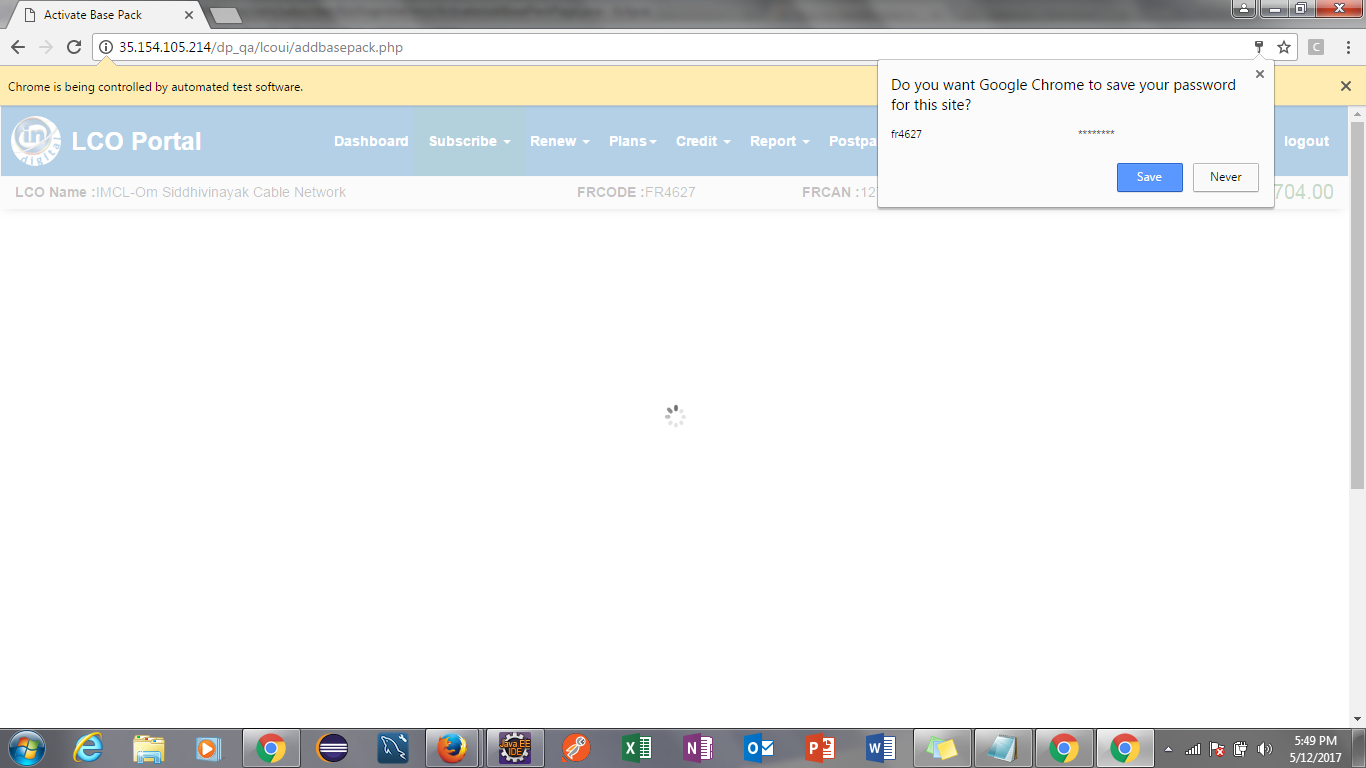 Activate Base Pack
35.154.105.214/dp_qa/lcoui/addbasepack.php
C
Chrome is being controlled by automated test software.
Do you want Google Chrome to save your password
for this site?
fr4627 ********
Save Never
in
digital
LCO Portal Dashboard Subscribe Renew Plans Credit Report Postpa logout
LCO Name :IMCL-Om Siddhivinayak Cable Network FRCODE :FR4627 FRCAN :12 704.00
Java EE
IDE
5:49 PM
5/12/2017